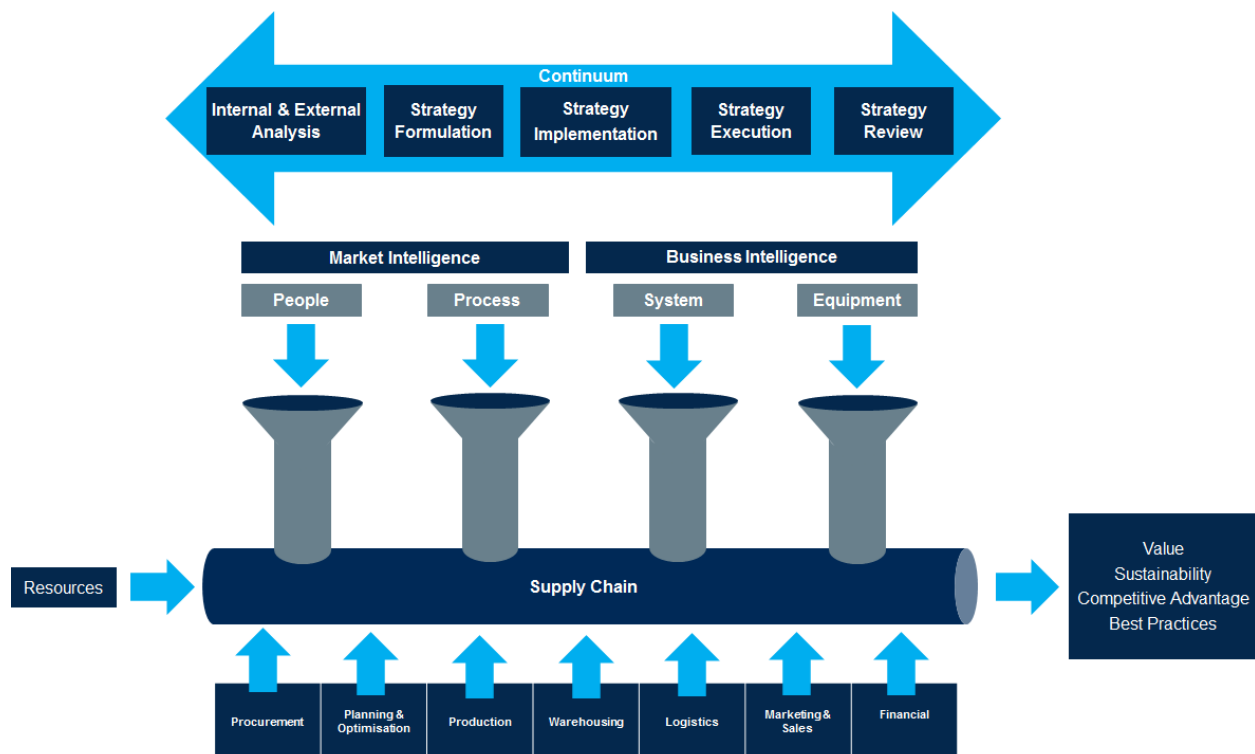 Continuum
Internal & External
Analysis
Strategy
Formulation
Strategy
Implementation
Strategy
Execution
Strategy
Review
Market Intelligence
Business Intelligence
People
Process
System
Equipment
Resources
Supply Chain
Value
Sustainability
Competitive Advantage
Best Practices
Procurement
Planning &
Optimisation
Production
Warehousing
Logistics
Marketing &
Sales
Financial